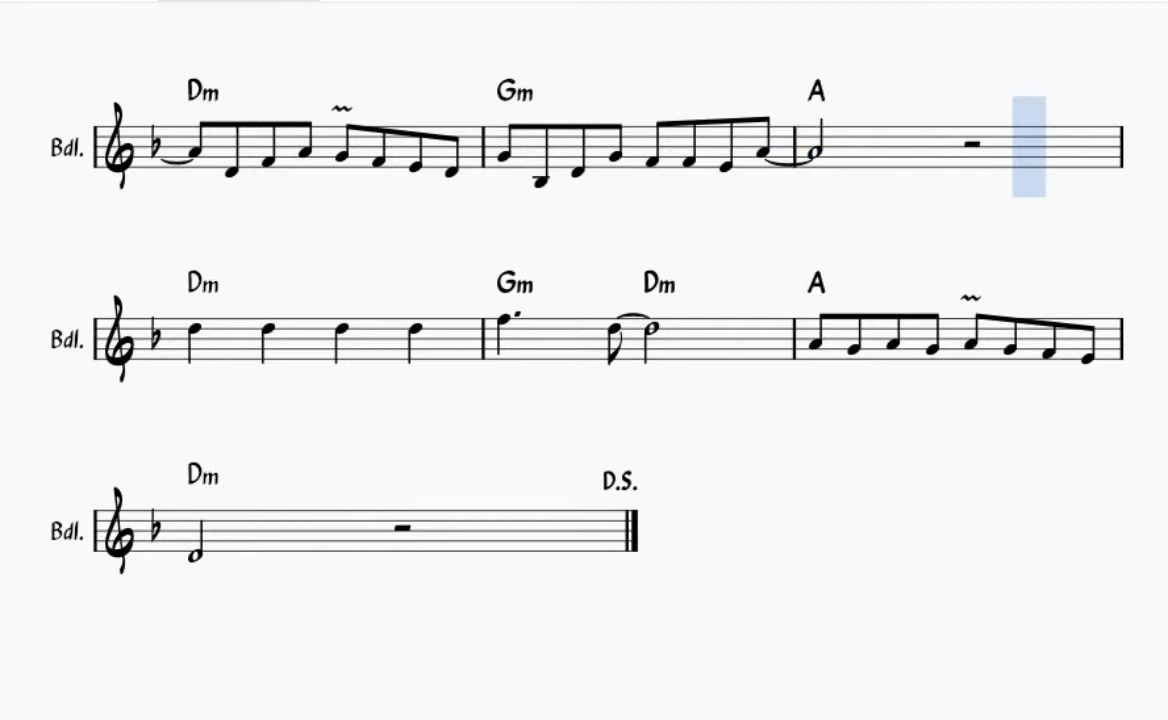 Dm Gm A
Bdl.
Dm Gm Dm A
Bdl.
Dm D.S.
Bdl.